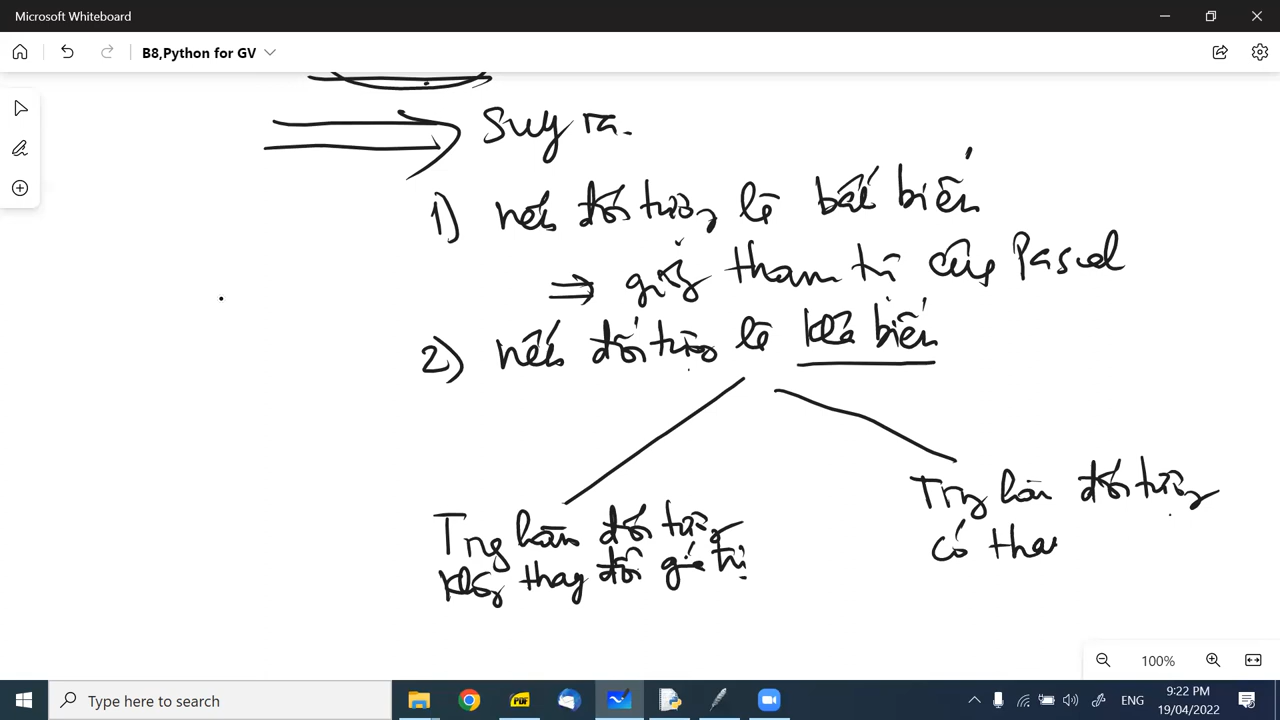 Microsoft Whiteboard
B8,Python for GV
Suy ra.
1) nếu đối tượng là bất biến
⇒ giống tham trị của Pascal
2) nếu đối tượng là khả biến
Trong hàm đối tượng
không thay đổi giá trị
Trong hàm đối tượng
có tha
100%
Type here to search
PDF
ENG
9:22 PM
19/04/2022